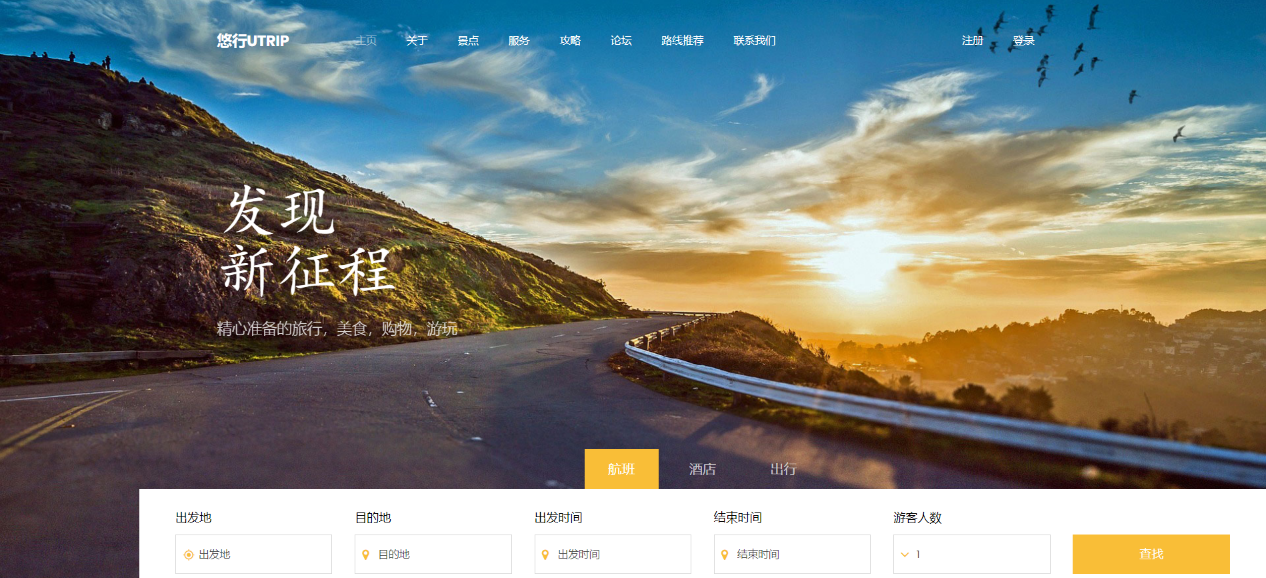 悠行UTRIP 主页 关于 景点 服务 攻略 论坛 路线推荐 联系我们 注册 登录
发现
新征程
精心准备的旅行，美食，购物，游玩
航班 酒店 出行
出发地 目的地 出发时间 结束时间 游客人数
出发地 目的地 出发时间 结束时间 1 查找